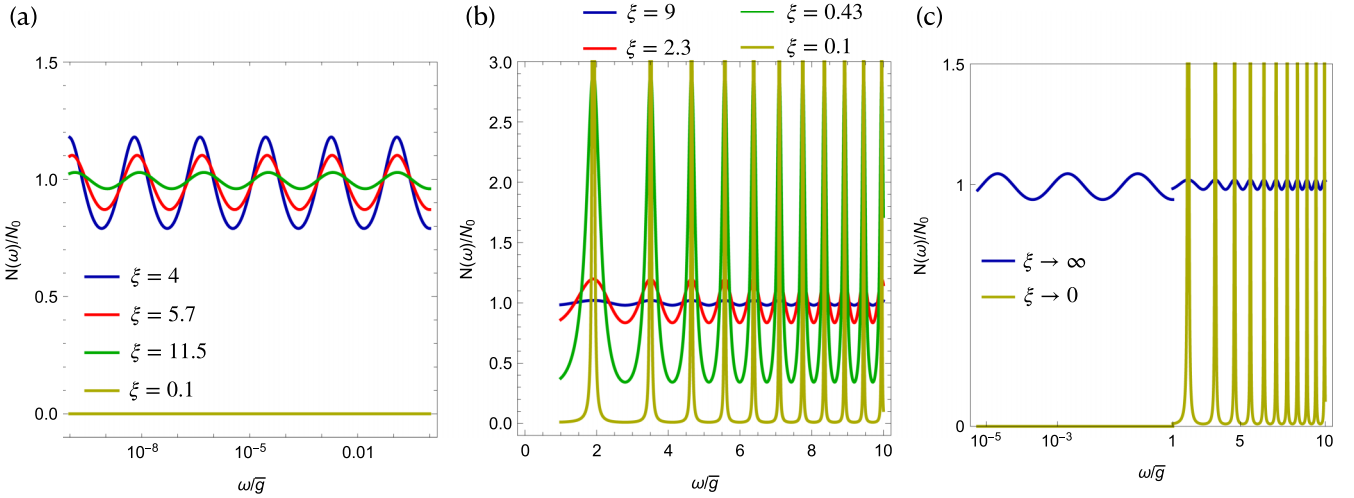 (a)
1.5
1.0
0.5
0.0
N(ω)/N₀
ξ = 4
ξ = 5.7
ξ = 11.5
ξ = 0.1
10⁻⁸
10⁻⁵
0.01
ω/g̅
(b)
ξ = 9
ξ = 0.43
ξ = 2.3
ξ = 0.1
3.0
2.5
2.0
1.5
1.0
0.5
0.0
N(ω)/N₀
0
2
4
6
8
10
ω/g̅
(c)
1.5
1
0
N(ω)/N₀
ξ → ∞
ξ → 0
10⁻⁵
10⁻³
1
5
10
ω/g̅